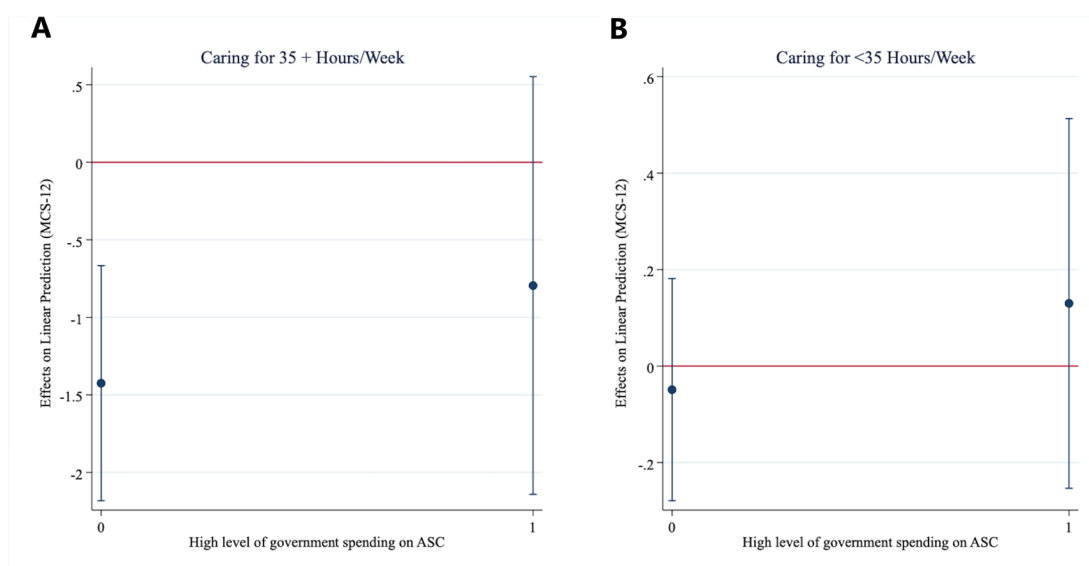 A
Caring for 35 + Hours/Week
Effects on Linear Prediction (MCS-12)
.5
0
-.5
-1
-1.5
-2
0
1
High level of government spending on ASC
B
Caring for <35 Hours/Week
Effects on Linear Prediction (MCS-12)
.6
.4
.2
0
-.2
0
1
High level of government spending on ASC